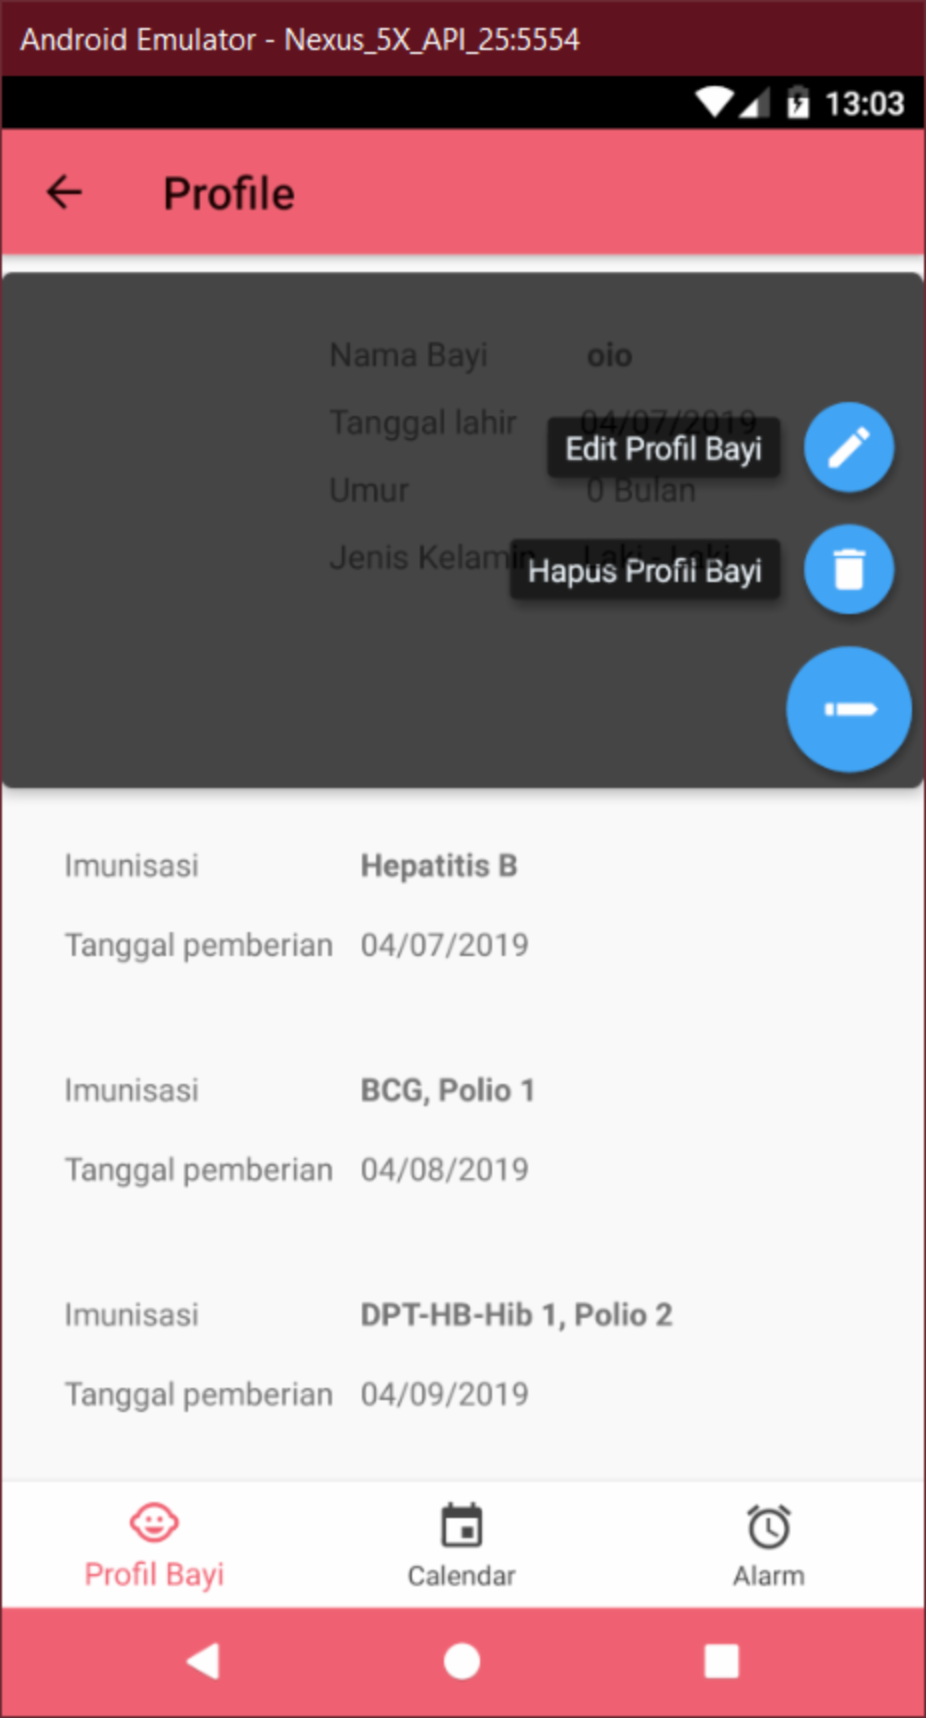 Android Emulator - Nexus_5X_API_25:5554
13:03
Profile
Nama Bayi oio
Tanggal lahir 04/07/2019
Edit Profil Bayi
Umur 0 Bulan
Jenis Kelamin Laki - Laki
Hapus Profil Bayi
Imunisasi Hepatitis B
Tanggal pemberian 04/07/2019
Imunisasi BCG, Polio 1
Tanggal pemberian 04/08/2019
Imunisasi DPT-HB-Hib 1, Polio 2
Tanggal pemberian 04/09/2019
Profil Bayi Calendar Alarm